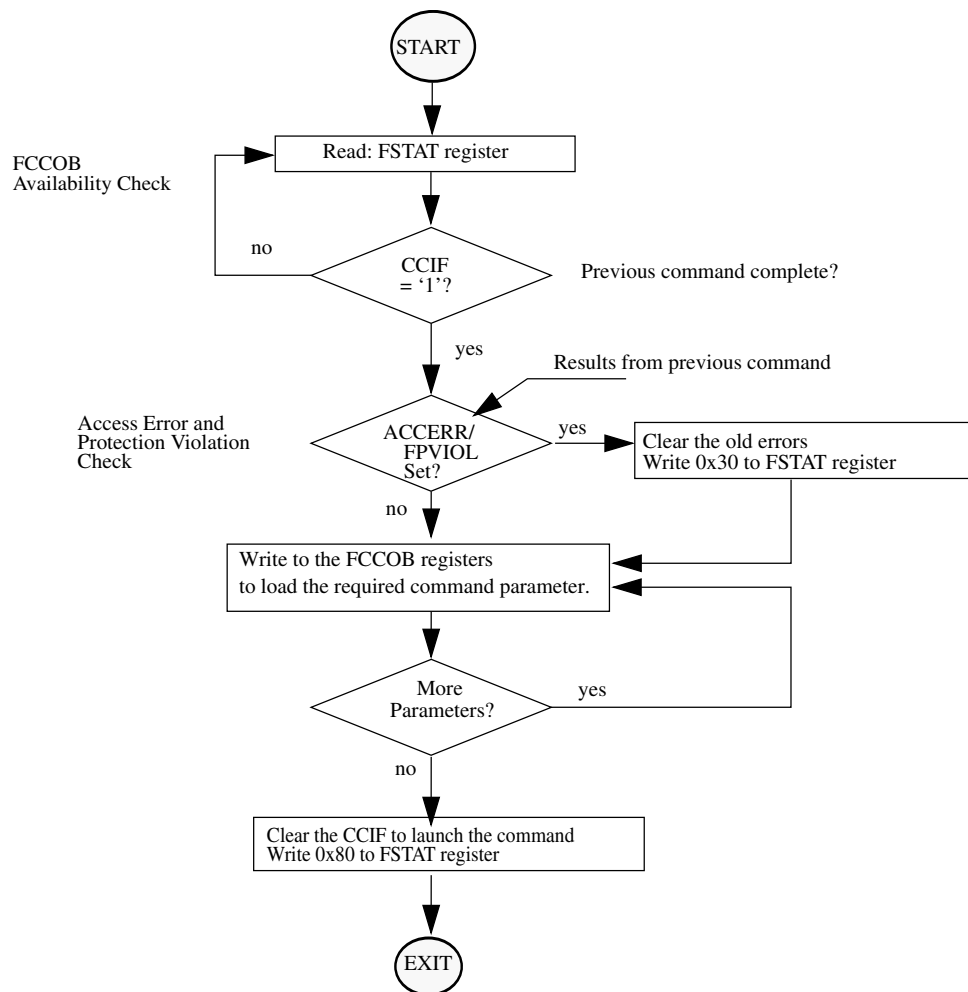 START
Read: FSTAT register
FCCOB
Availability Check
no
CCIF
= ‘1’?
Previous command complete?
yes
Results from previous command
Access Error and
Protection Violation
Check
ACCERR/
FPVIOL
Set?
yes
Clear the old errors
Write 0x30 to FSTAT register
no
Write to the FCCOB registers
to load the required command parameter.
More
Parameters?
yes
no
Clear the CCIF to launch the command
Write 0x80 to FSTAT register
EXIT